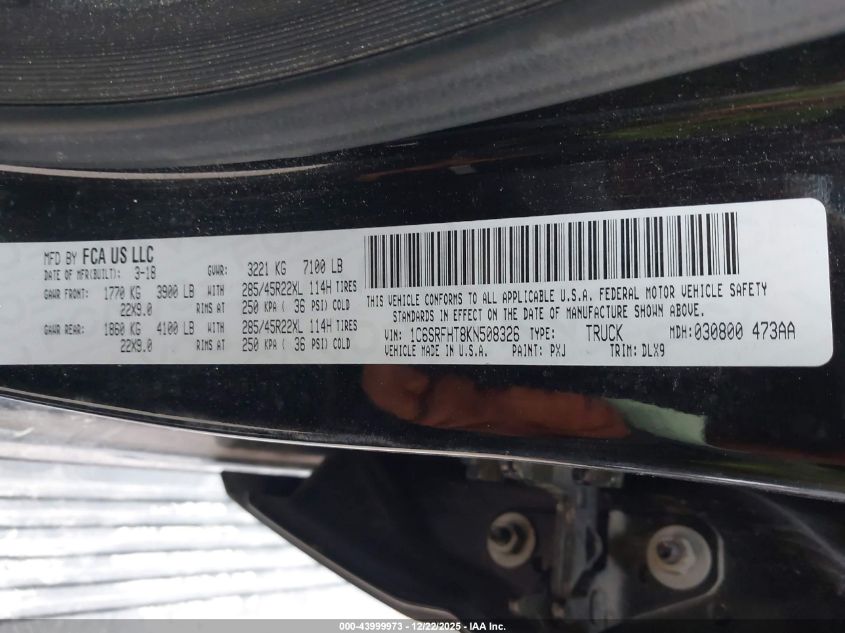 MFD BY FCA US LLC
DATE OF MFR(BUILT): 3-18 GVWR: 3221 KG 7100 LB
GAWR FRONT: 1770 KG 3900 LB WITH 285/45R22XL 114H TIRES
22X9.0 RIMS AT 250 KPA ( 36 PSI) COLD
GAWR REAR: 1860 KG 4100 LB WITH 285/45R22XL 114H TIRES
22X9.0 RIMS AT 250 KPA ( 36 PSI) COLD
THIS VEHICLE CONFORMS TO ALL APPLICABLE U.S.A. FEDERAL MOTOR VEHICLE SAFETY
STANDARDS IN EFFECT ON THE DATE OF MANUFACTURE SHOWN ABOVE.
VIN: 1C6SRFHT8KN508326 TYPE: TRUCK MDH: 030800 473AA
VEHICLE MADE IN U.S.A. PAINT: PXJ TRIM: DLX9
000-43999973 - 12/22/2025 - IAA Inc.